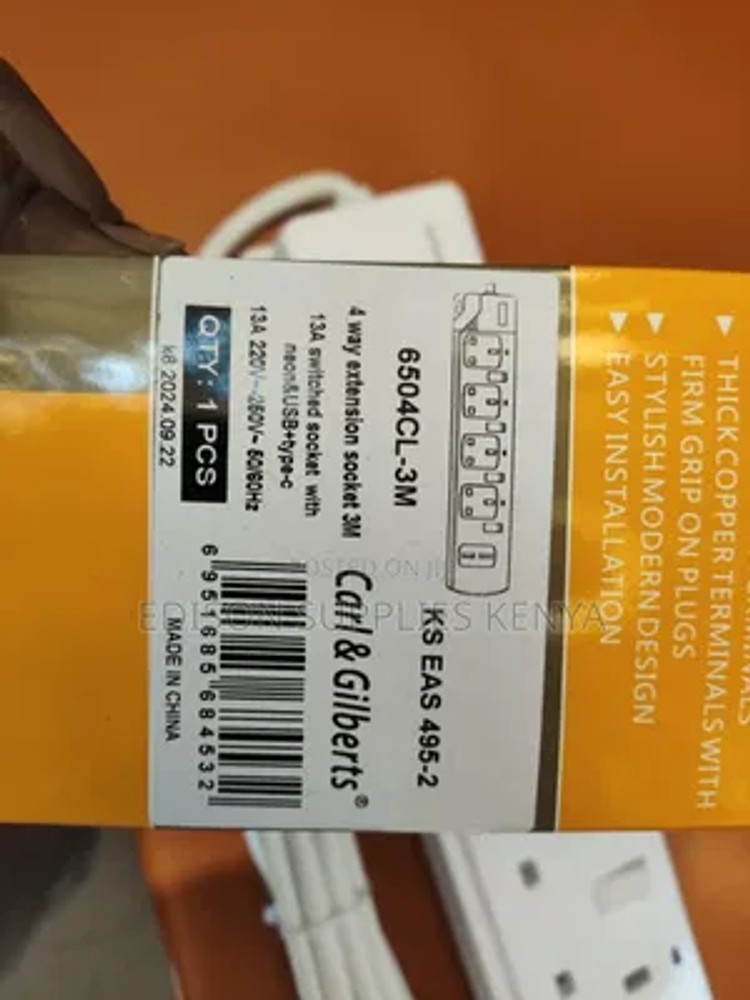 THICK COPPER TERMINALS WITH
FIRM GRIP ON PLUGS
STYLISH MODERN DESIGN
EASY INSTALLATION
6504CL-3M
KS EAS 495-2
4 way extension socket 3M
13A switched socket with
neon&USB+type-c
13A 220V~-250V~ 50/60Hz
QTY: 1 PCS
k8 2024.09.22
Carl & Gilberts®
6 951685 684532
MADE IN CHINA
POSTED ON
EDISON SUPPLIES KENYA